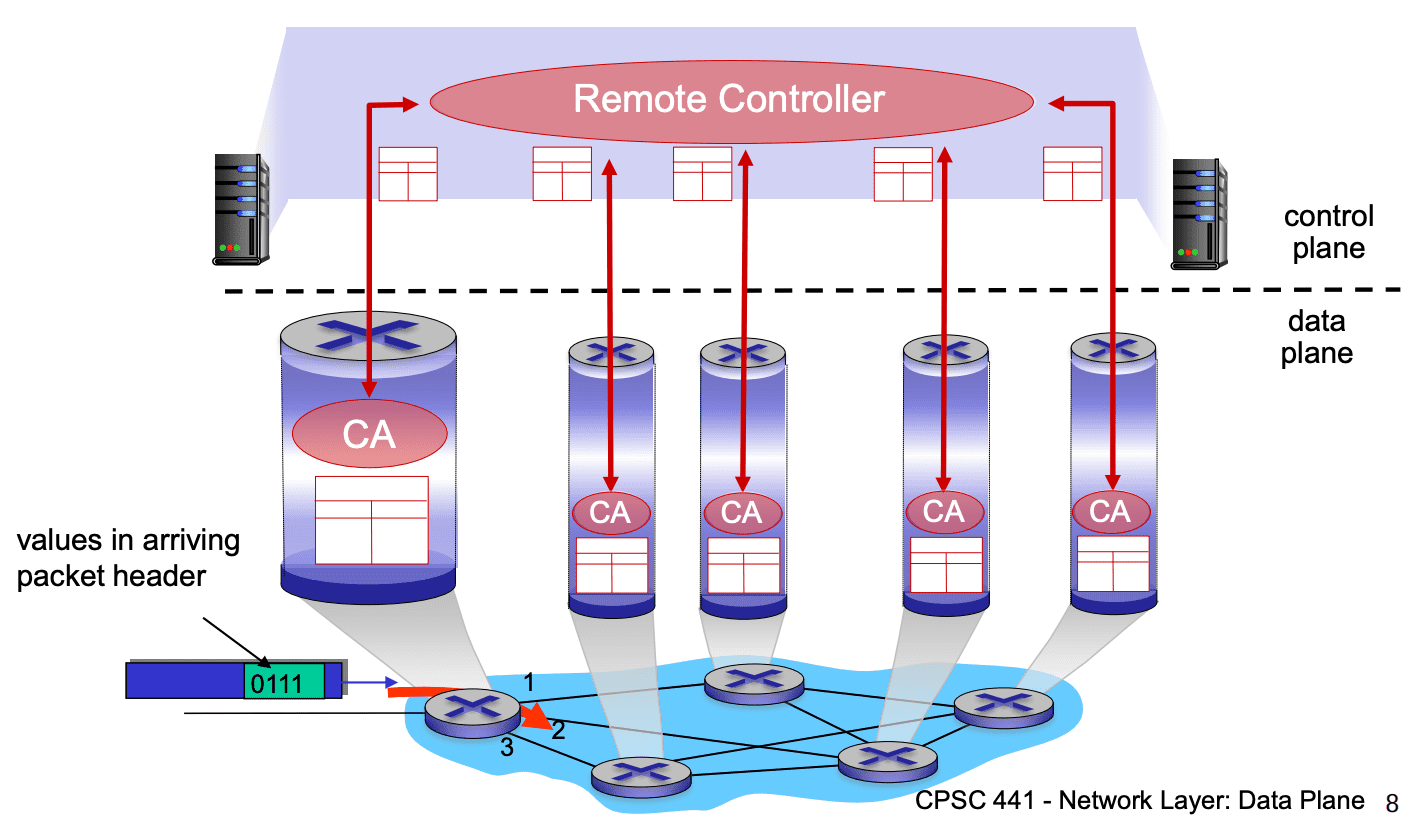 Remote Controller
control
plane
data
plane
CA
CA
CA
CA
CA
values in arriving
packet header
0111
1
2
3
CPSC 441 - Network Layer: Data Plane 8